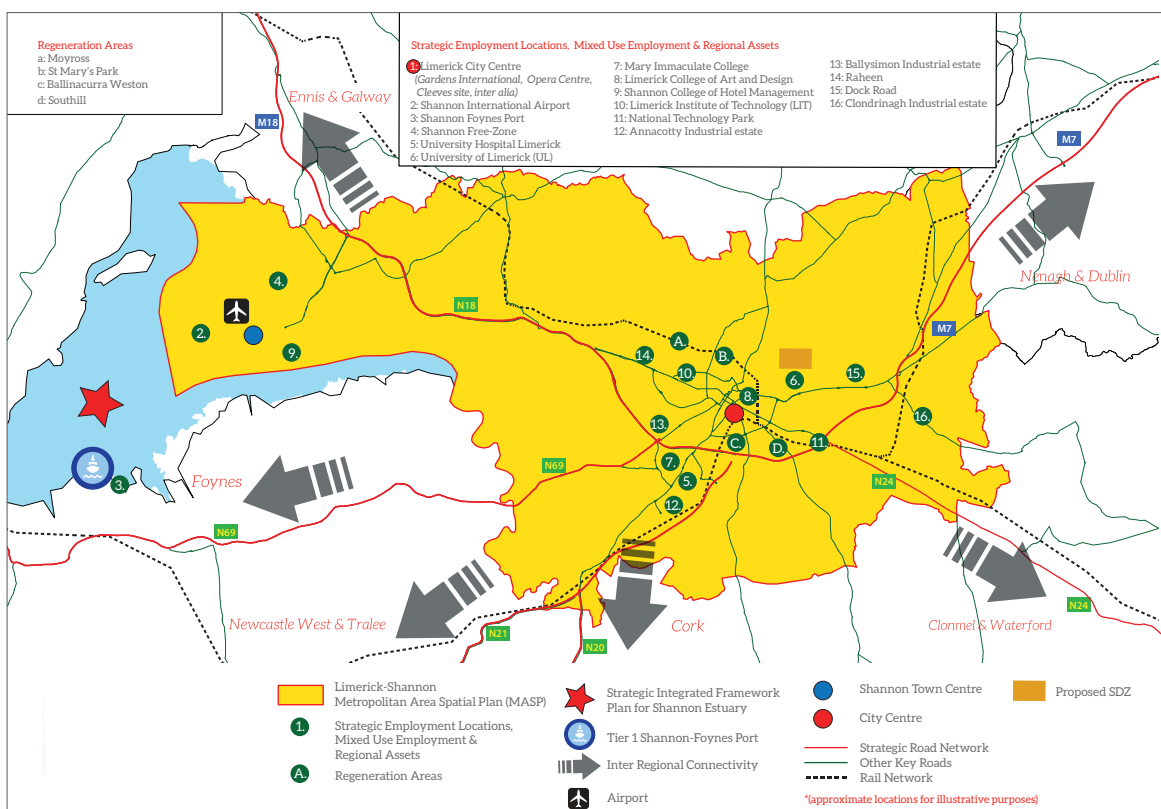 Regeneration Areas
a: Moyross
b: St Mary's Park
c: Ballinacurra Weston
d: Southill
Strategic Employment Locations, Mixed Use Employment & Regional Assets
1: Limerick City Centre
(Gardens International, Opera Centre,
Cleeves site, inter alia)
2: Shannon International Airport
3: Shannon Foynes Port
4: Shannon Free-Zone
5: University Hospital Limerick
6: University of Limerick (UL)
7: Mary Immaculate College
8: Limerick College of Art and Design
9: Shannon College of Hotel Management
10: Limerick Institute of Technology (LIT)
11: National Technology Park
12: Annacotty Industrial estate
13: Ballysimon Industrial estate
14: Raheen
15: Dock Road
16: Clondrinagh Industrial estate
Ennis & Galway
M18
M7
Nenagh & Dublin
4.
N18
M7
2.
9.
A.
14.
B.
10
6.
15.
8.
16.
13.
C.
D.
11.
3.
Foynes
N69
7.
5.
12.
N24
N69
Newcastle West & Tralee
N21
N20
Cork
Clonmel & Waterford
N24
Limerick-Shannon
Metropolitan Area Spatial Plan (MASP)
1.
Strategic Employment Locations,
Mixed Use Employment &
Regional Assets
A.
Regeneration Areas
Strategic Integrated Framework
Plan for Shannon Estuary
Tier 1 Shannon-Foynes Port
Inter Regional Connectivity
Airport
Shannon Town Centre
City Centre
Strategic Road Network
Other Key Roads
Rail Network
*(approximate locations for illustrative purposes)
Proposed SDZ